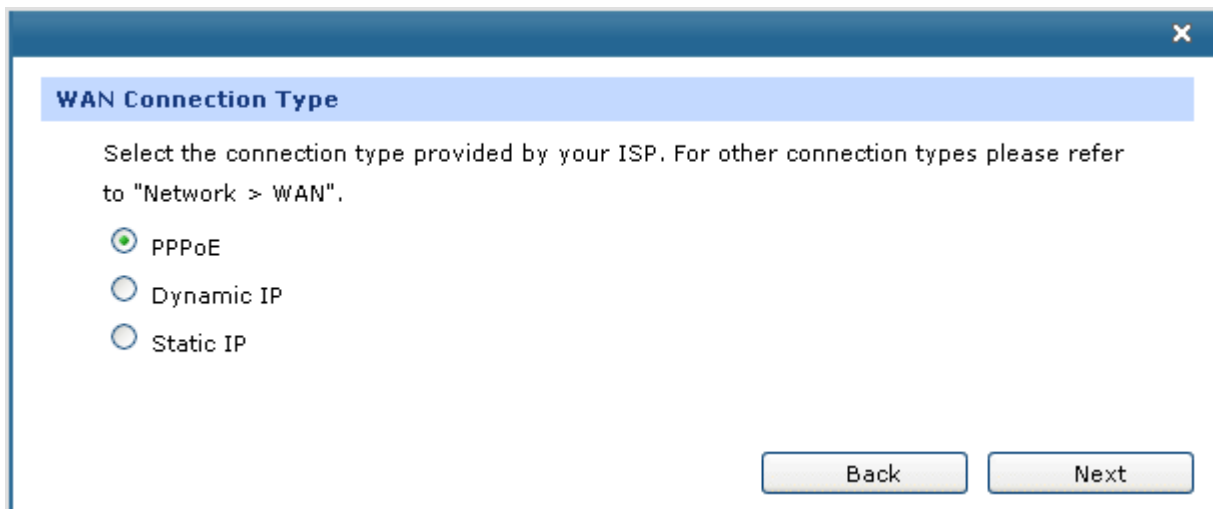 WAN Connection Type
Select the connection type provided by your ISP. For other connection types please refer
to "Network > WAN".
PPPoE
Dynamic IP
Static IP
Back
Next